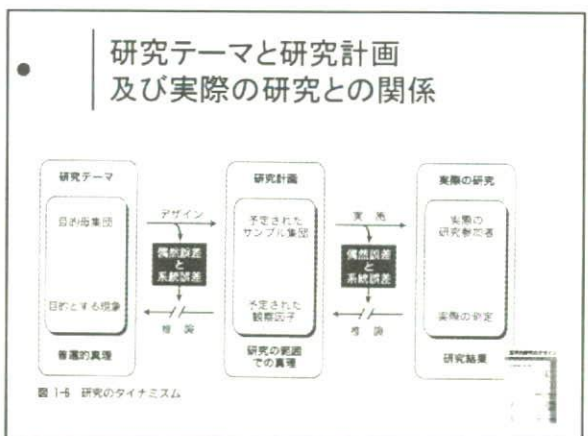 研究テーマと研究計画
及び実際の研究との関係
研究テーマ
目的母集団
目的とする現象
普遍的真理
デザイン
偶然誤差
と
系統誤差
推論
研究計画
予定された
サンプル集団
予定された
観察因子
研究の範囲
での真理
実施
偶然誤差
と
系統誤差
推論
実際の研究
実際の
研究参加者
実際の測定
研究結果
図 1-6 研究のダイナミズム